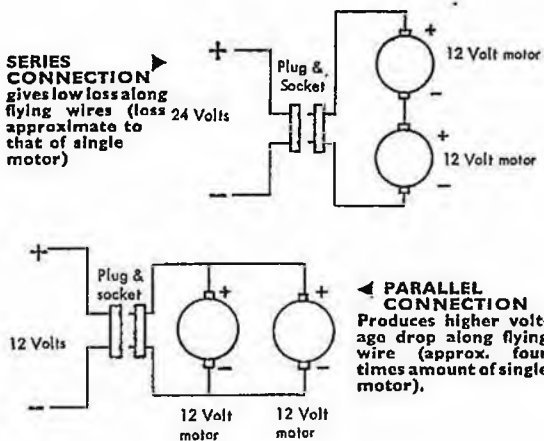 SERIES
CONNECTION
gives low loss along
flying wires (loss
approximate to
that of single
motor)
+
24 Volts
−
Plug &
Socket
+
12 Volt motor
−
+
12 Volt motor
−
+
12 Volts
−
Plug &
socket
+
−
12 Volt
motor
+
−
12 Volt
motor
PARALLEL
CONNECTION
Produces higher volt-
age drop along flying
wire (approx. four
times amount of single
motor).